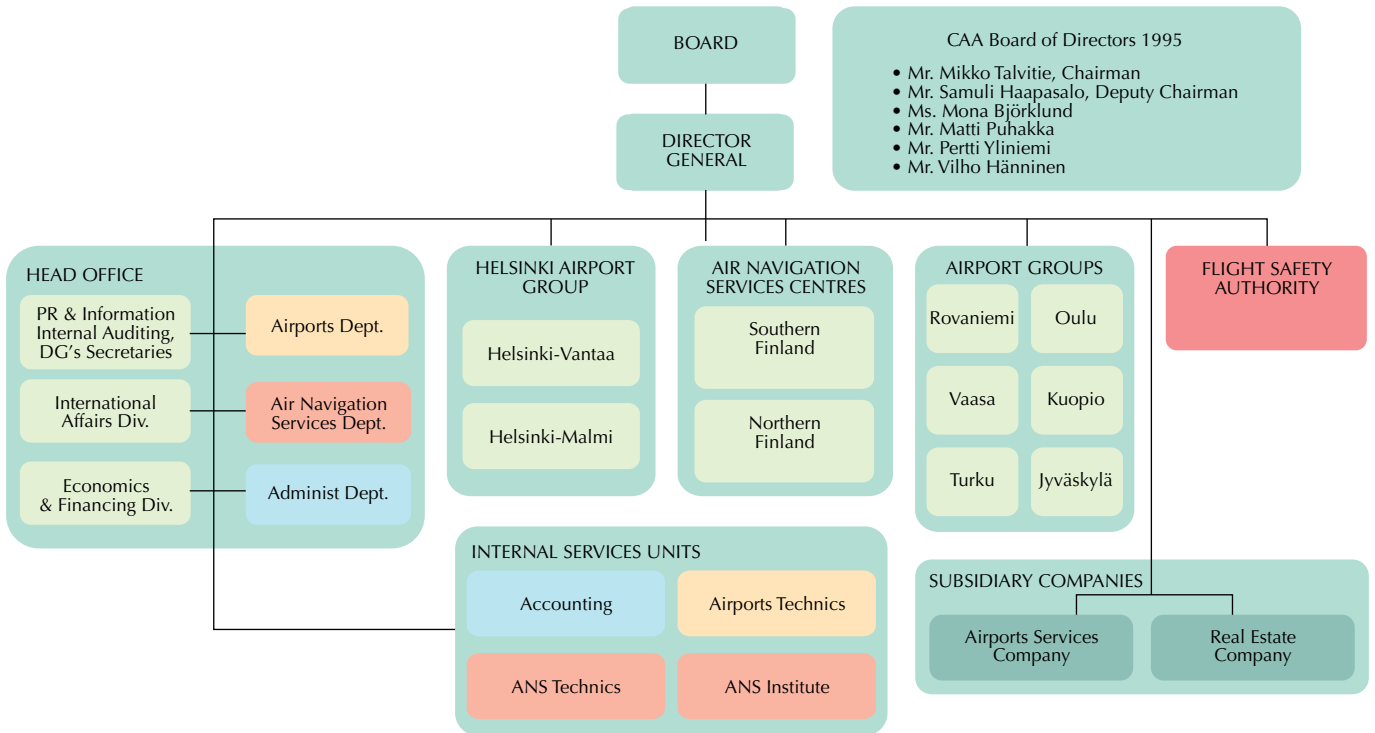 BOARD
CAA Board of Directors 1995
• Mr. Mikko Talvitie, Chairman
• Mr. Samuli Haapasalo, Deputy Chairman
• Ms. Mona Björklund
• Mr. Matti Puhakka
• Mr. Pertti Yliniemi
• Mr. Vilho Hänninen
DIRECTOR
GENERAL
HEAD OFFICE
PR & Information
Internal Auditing,
DG's Secretaries
Airports Dept.
International
Affairs Div.
Air Navigation
Services Dept.
Economics
& Financing Div.
Administ Dept.
HELSINKI AIRPORT
GROUP
Helsinki-Vantaa
Helsinki-Malmi
AIR NAVIGATION
SERVICES CENTRES
Southern
Finland
Northern
Finland
AIRPORT GROUPS
Rovaniemi
Oulu
Vaasa
Kuopio
Turku
Jyväskylä
FLIGHT SAFETY
AUTHORITY
INTERNAL SERVICES UNITS
Accounting
Airports Technics
ANS Technics
ANS Institute
SUBSIDIARY COMPANIES
Airports Services
Company
Real Estate
Company